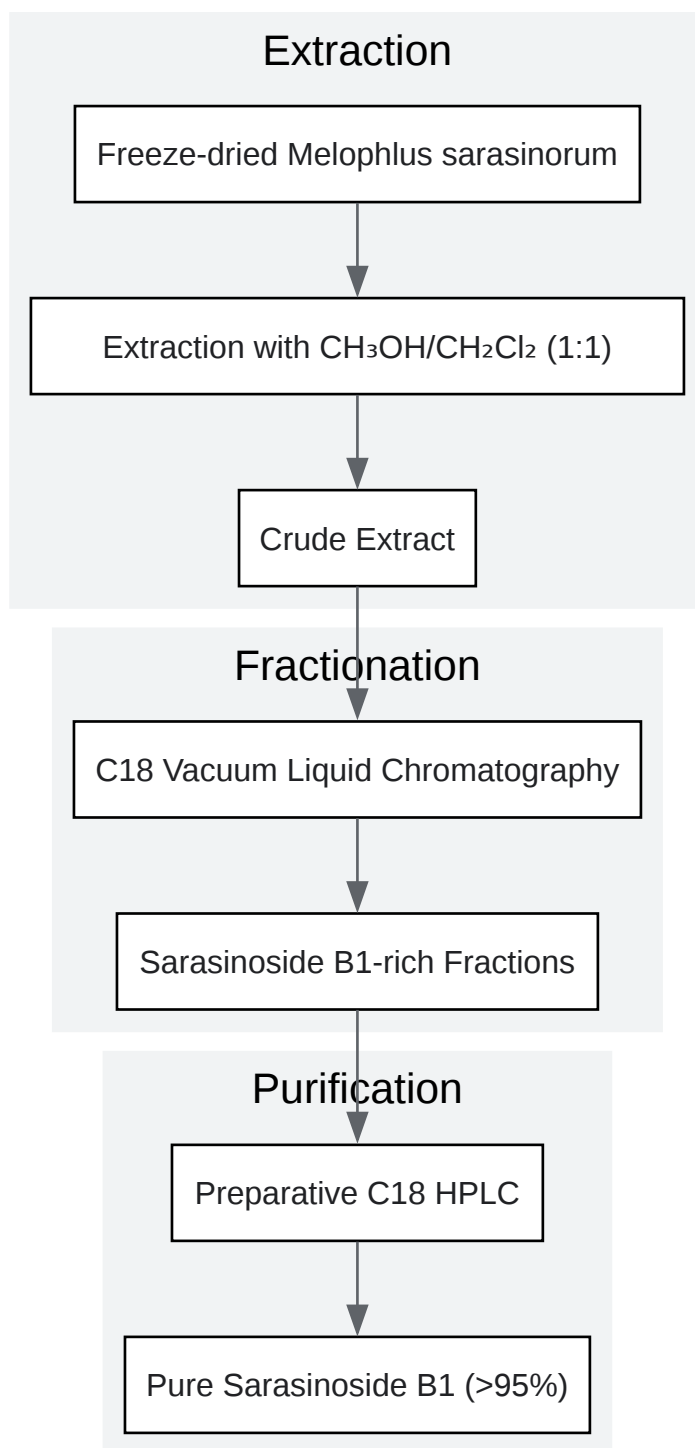 Extraction
Freeze-dried Melophlus sarasinorum
Extraction with CH₃OH/CH₂Cl₂ (1:1)
Crude Extract
Fractionation
C18 Vacuum Liquid Chromatography
Sarasinoside B1-rich Fractions
Purification
Preparative C18 HPLC
Pure Sarasinoside B1 (>95%)